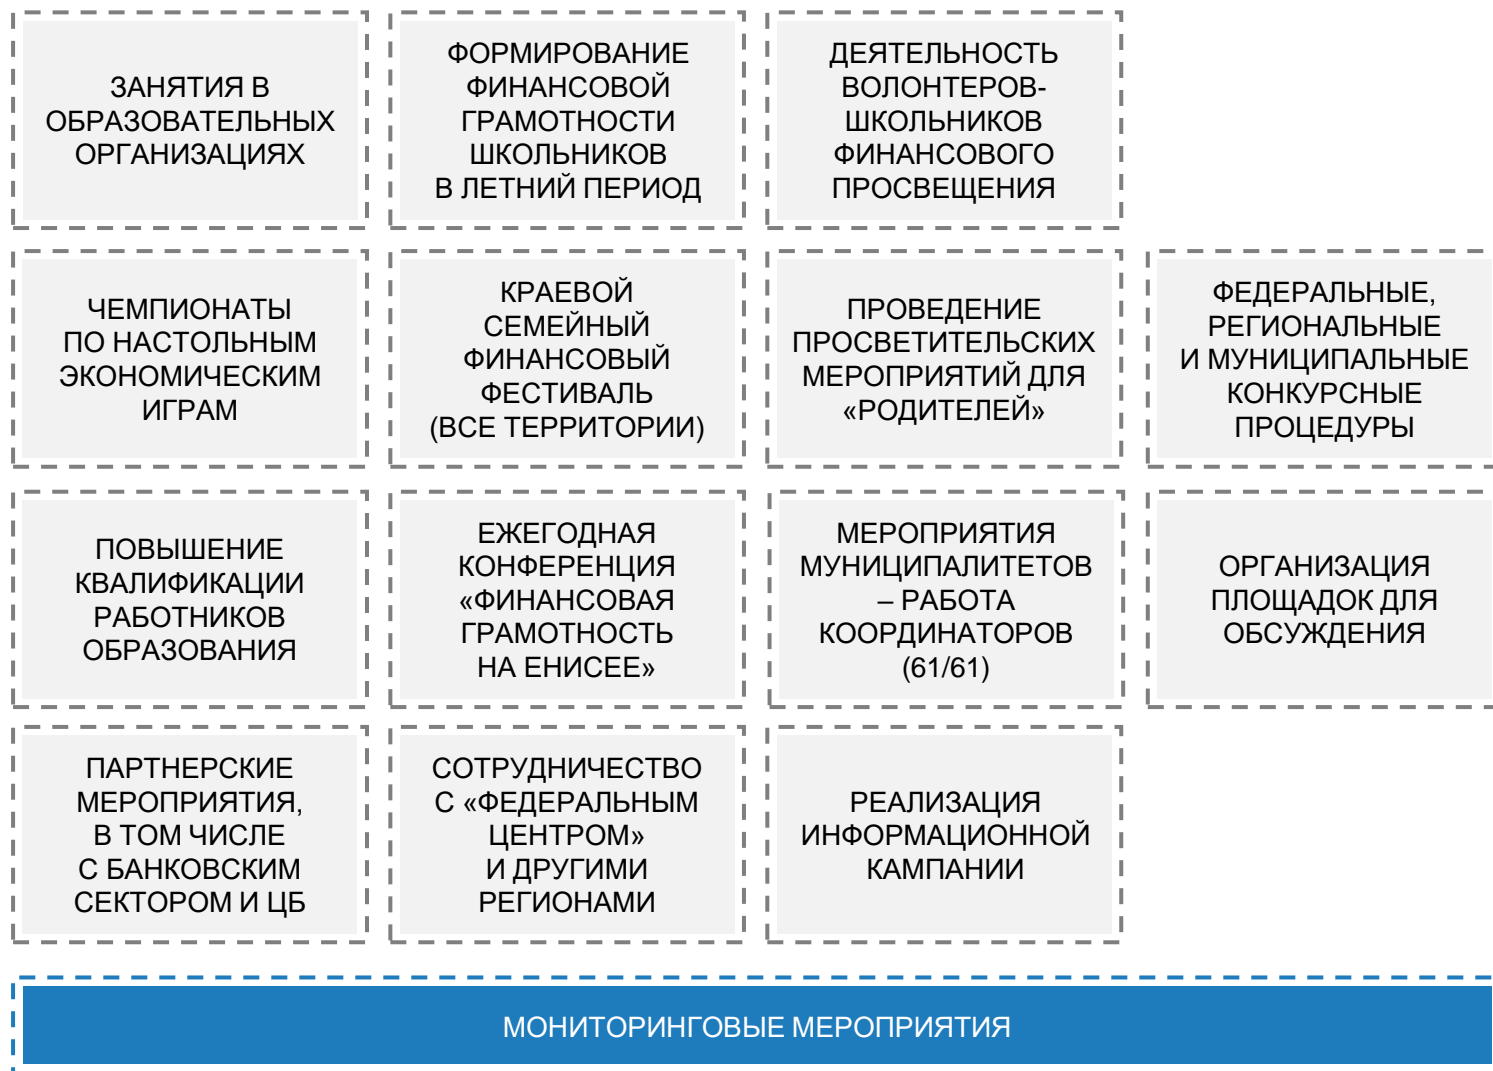 ЗАНЯТИЯ В
ОБРАЗОВАТЕЛЬНЫХ
ОРГАНИЗАЦИЯХ
ФОРМИРОВАНИЕ
ФИНАНСОВОЙ
ГРАМОТНОСТИ
ШКОЛЬНИКОВ
В ЛЕТНИЙ ПЕРИОД
ДЕЯТЕЛЬНОСТЬ
ВОЛОНТЕРОВ-
ШКОЛЬНИКОВ
ФИНАНСОВОГО
ПРОСВЕЩЕНИЯ
ЧЕМПИОНАТЫ
ПО НАСТОЛЬНЫМ
ЭКОНОМИЧЕСКИМ
ИГРАМ
КРАЕВОЙ
СЕМЕЙНЫЙ
ФИНАНСОВЫЙ
ФЕСТИВАЛЬ
(ВСЕ ТЕРРИТОРИИ)
ПРОВЕДЕНИЕ
ПРОСВЕТИТЕЛЬСКИХ
МЕРОПРИЯТИЙ ДЛЯ
«РОДИТЕЛЕЙ»
ФЕДЕРАЛЬНЫЕ,
РЕГИОНАЛЬНЫЕ
И МУНИЦИПАЛЬНЫЕ
КОНКУРСНЫЕ
ПРОЦЕДУРЫ
ПОВЫШЕНИЕ
КВАЛИФИКАЦИИ
РАБОТНИКОВ
ОБРАЗОВАНИЯ
ЕЖЕГОДНАЯ
КОНФЕРЕНЦИЯ
«ФИНАНСОВАЯ
ГРАМОТНОСТЬ
НА ЕНИСЕЕ»
МЕРОПРИЯТИЯ
МУНИЦИПАЛИТЕТОВ
– РАБОТА
КООРДИНАТОРОВ
(61/61)
ОРГАНИЗАЦИЯ
ПЛОЩАДОК ДЛЯ
ОБСУЖДЕНИЯ
ПАРТНЕРСКИЕ
МЕРОПРИЯТИЯ,
В ТОМ ЧИСЛЕ
С БАНКОВСКИМ
СЕКТОРОМ И ЦБ
СОТРУДНИЧЕСТВО
С «ФЕДЕРАЛЬНЫМ
ЦЕНТРОМ»
И ДРУГИМИ
РЕГИОНАМИ
РЕАЛИЗАЦИЯ
ИНФОРМАЦИОННОЙ
КАМПАНИИ
МОНИТОРИНГОВЫЕ МЕРОПРИЯТИЯ